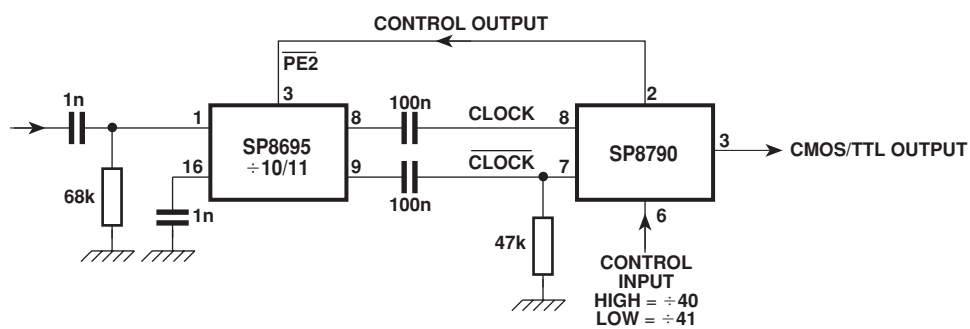 CONTROL OUTPUT
PE2
3
2
1n
1
SP8695
÷10/11
8
100n
CLOCK
8
SP8790
3
CMOS/TTL OUTPUT
16
9
100n
CLOCK
7
68k
1n
47k
6
CONTROL
INPUT
HIGH = ÷40
LOW = ÷41